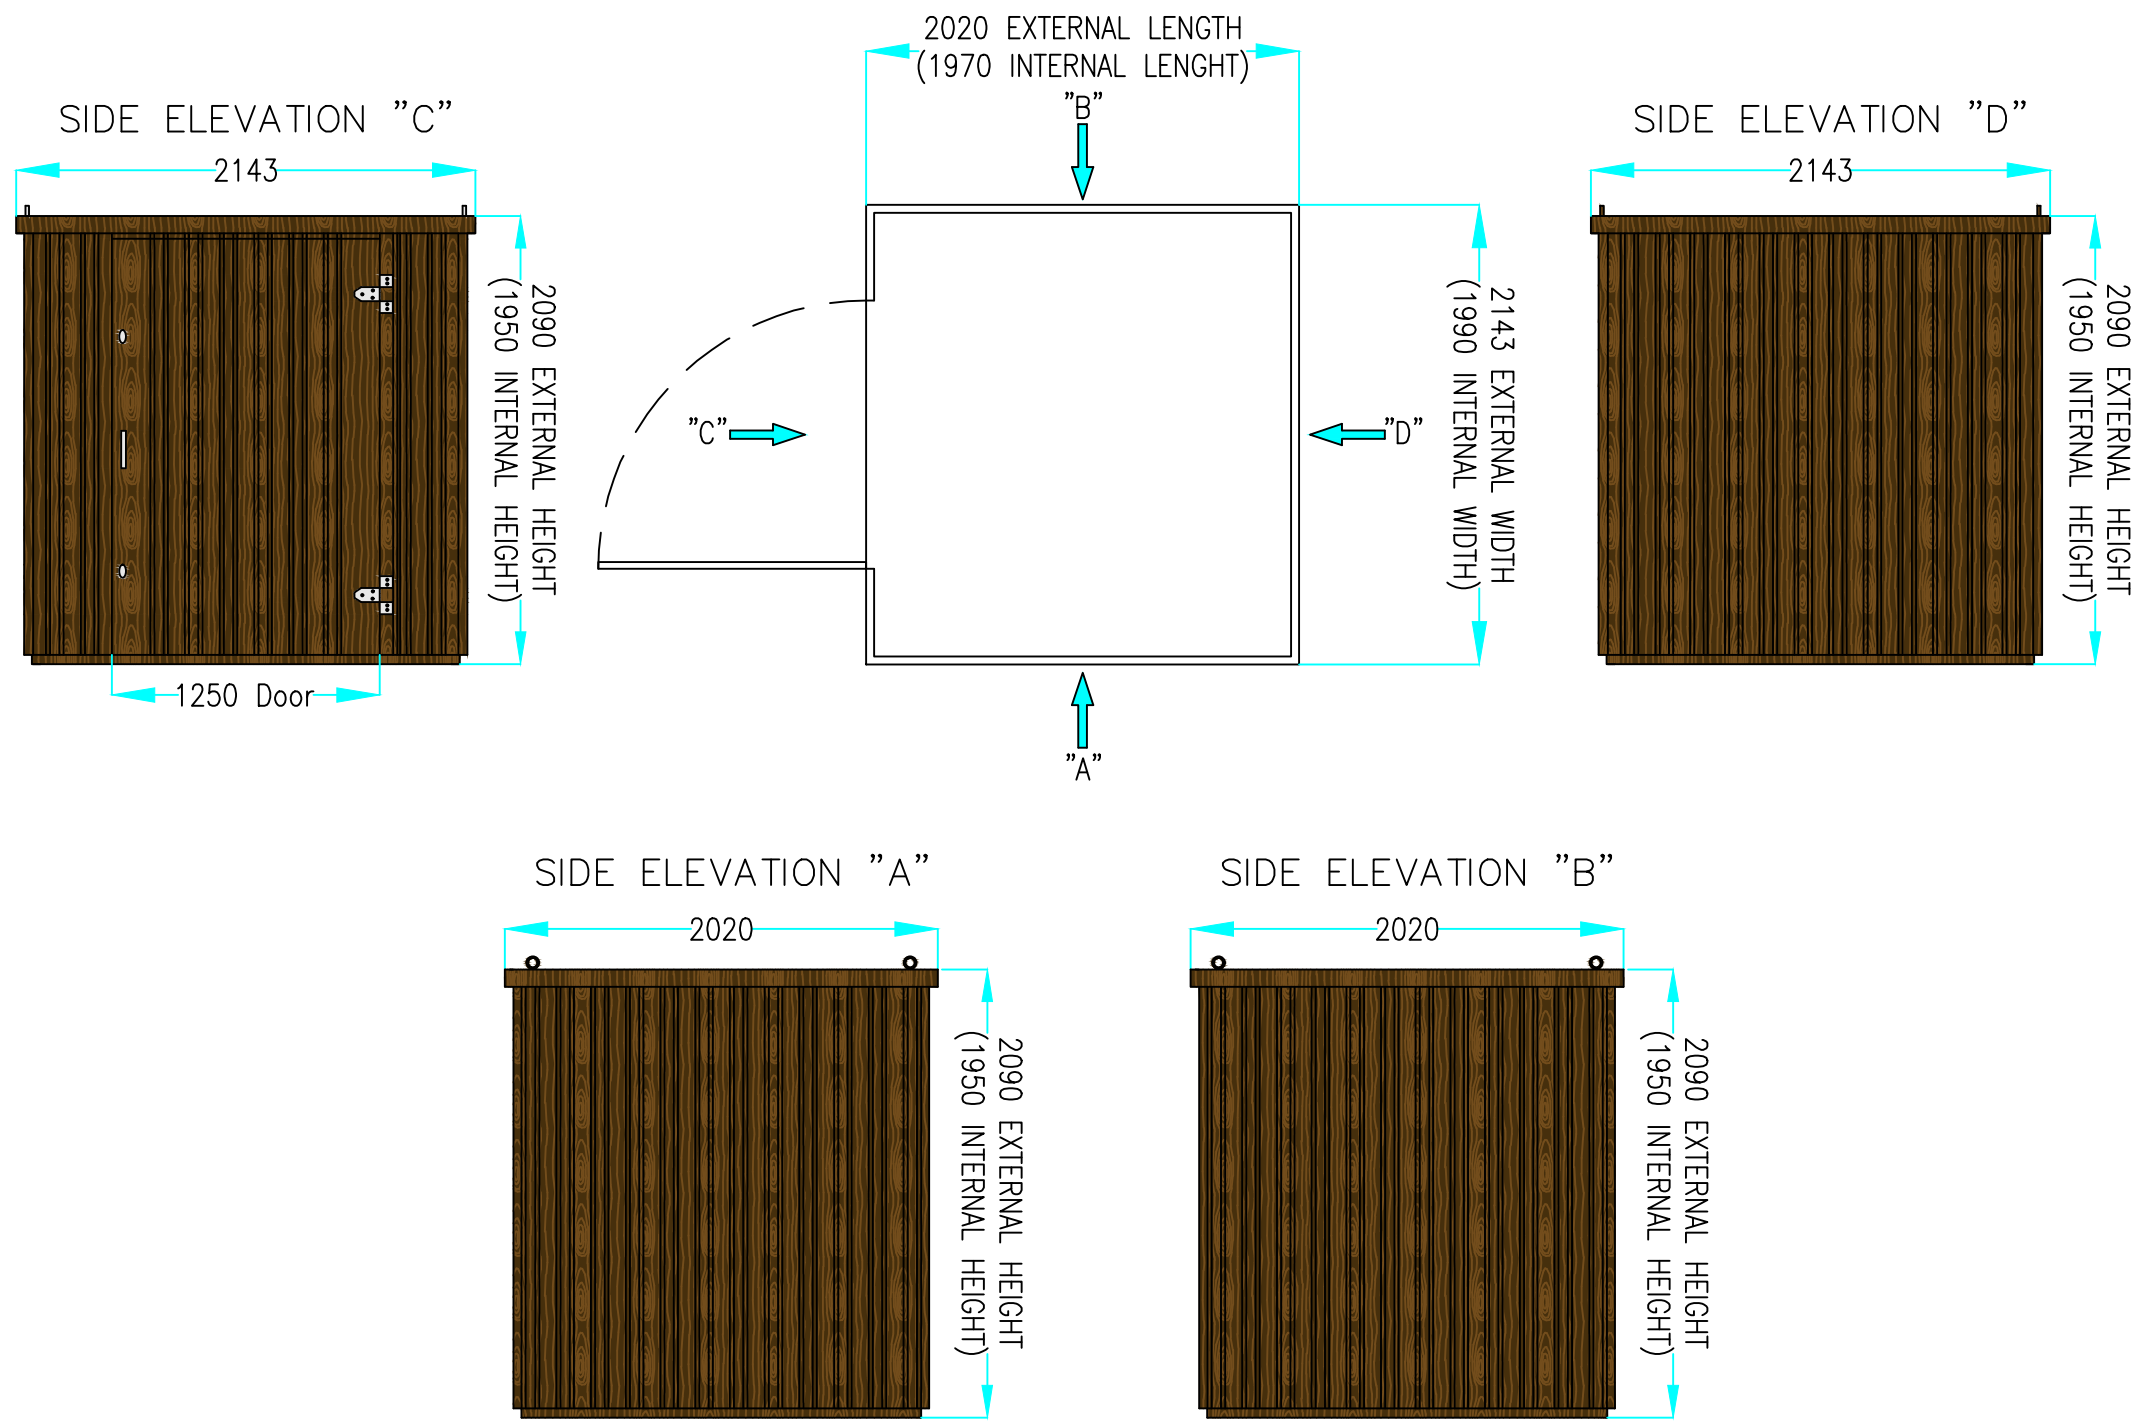 2020 EXTERNAL LENGTH
(1970 INTERNAL LENGHT)
"B"
SIDE ELEVATION "C"
2143
2090 EXTERNAL HEIGHT
(1950 INTERNAL HEIGHT)
1250 Door
"C"
"D"
2143 EXTERNAL WIDTH
(1990 INTERNAL WIDTH)
"A"
SIDE ELEVATION "D"
2143
2090 EXTERNAL HEIGHT
(1950 INTERNAL HEIGHT)
SIDE ELEVATION "A"
2020
2090 EXTERNAL HEIGHT
(1950 INTERNAL HEIGHT)
SIDE ELEVATION "B"
2020
2090 EXTERNAL HEIGHT
(1950 INTERNAL HEIGHT)